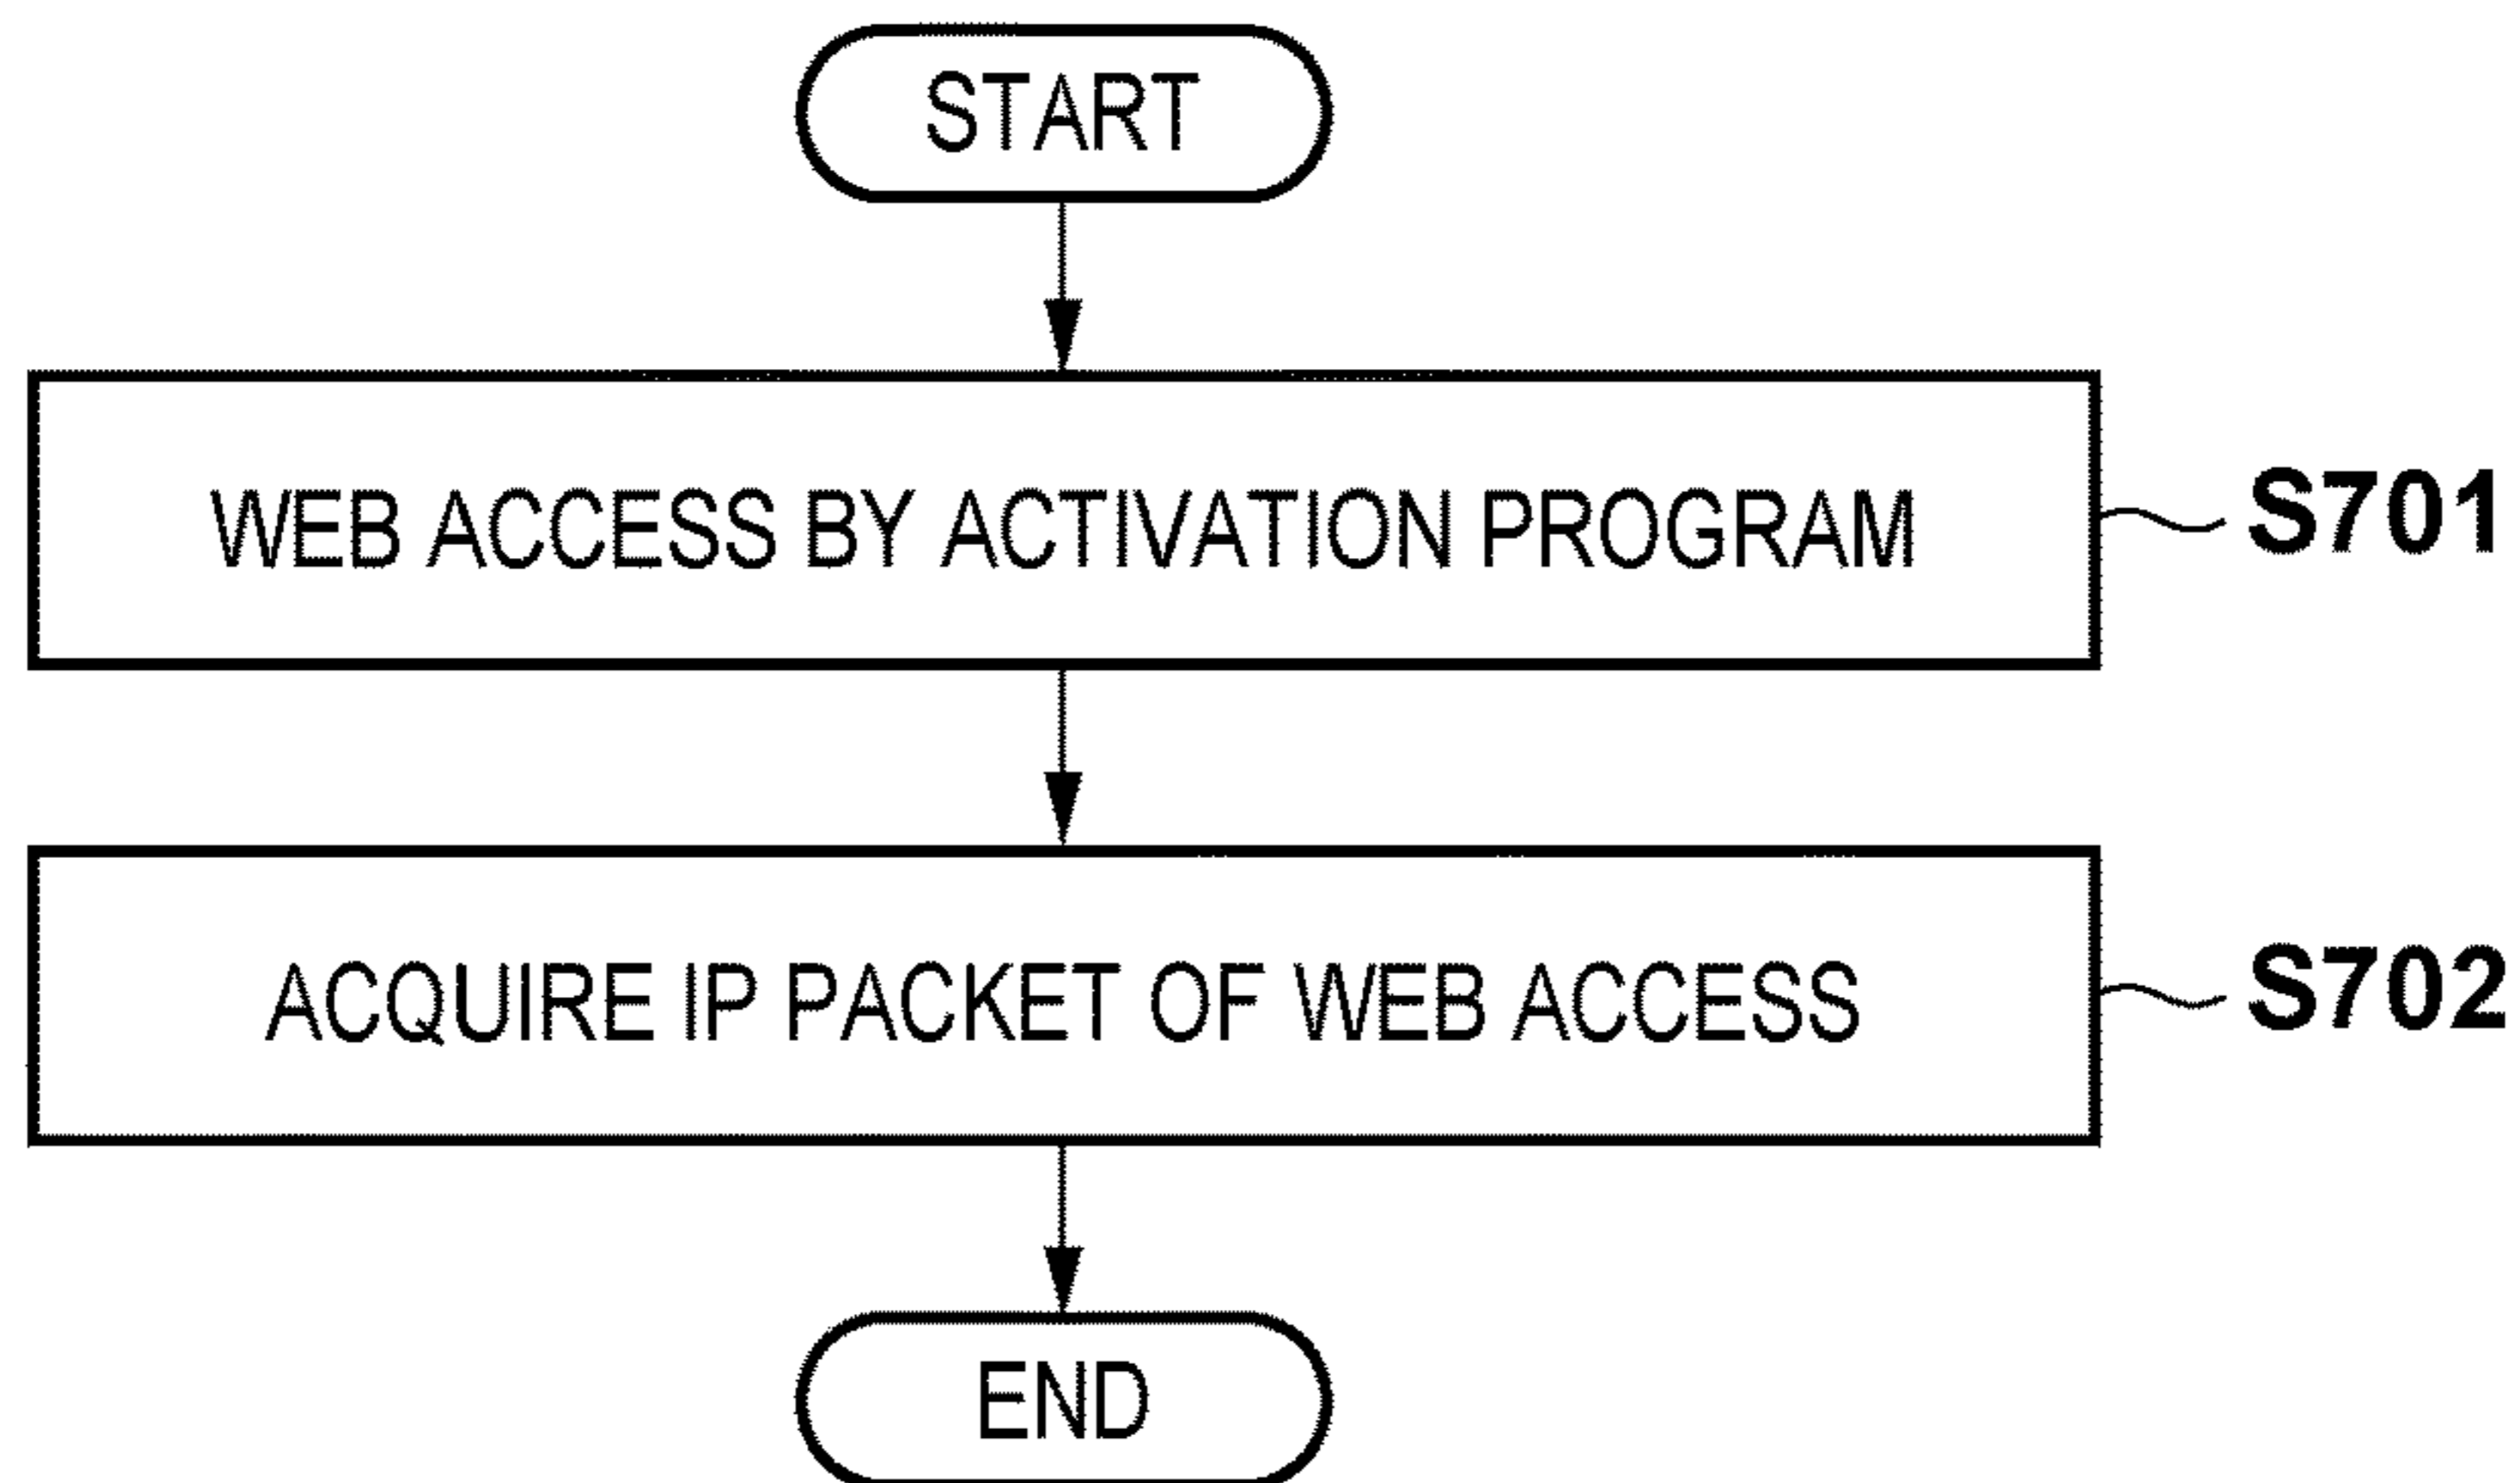 START
WEB ACCESS BY ACTIVATION PROGRAM
S701
ACQUIRE IP PACKET OF WEB ACCESS
S702
END